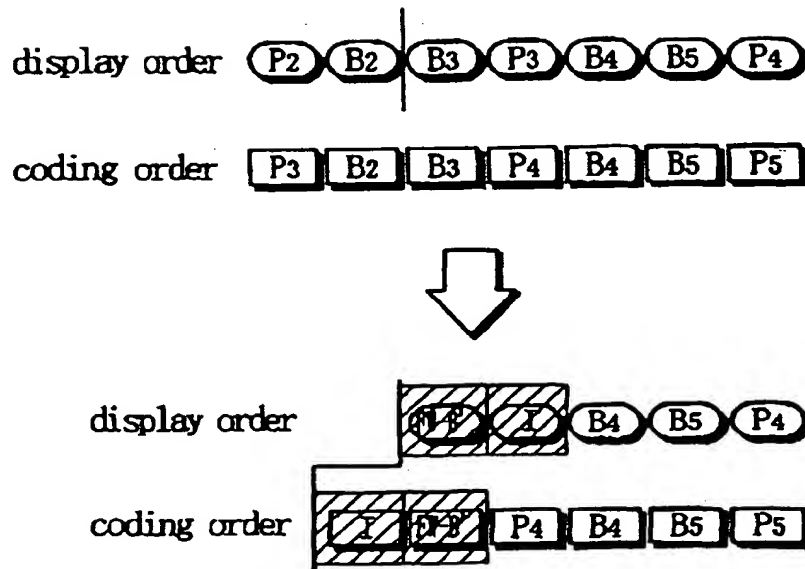 display order P2 B2 B3 P3 B4 B5 P4
coding order P3 B2 B3 P4 B4 B5 P5
display order I B4 B5 P4
coding order I P4 B4 B5 P5